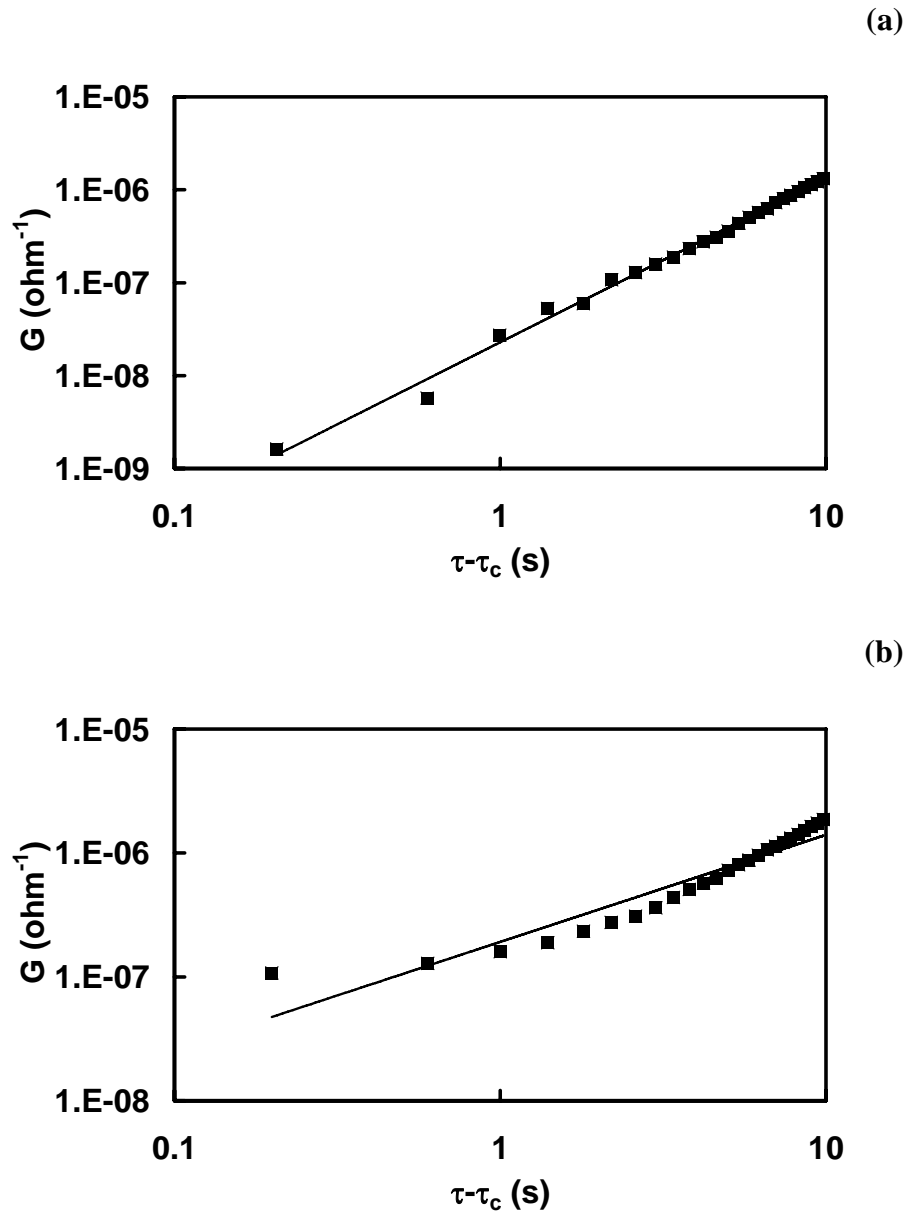 (a)
1.E-05
1.E-06
1.E-07
1.E-08
1.E-09
G (ohm⁻¹)
0.1 1 10
τ-τc (s)
(b)
1.E-05
1.E-06
1.E-07
1.E-08
G (ohm⁻¹)
0.1 1 10
τ-τc (s)